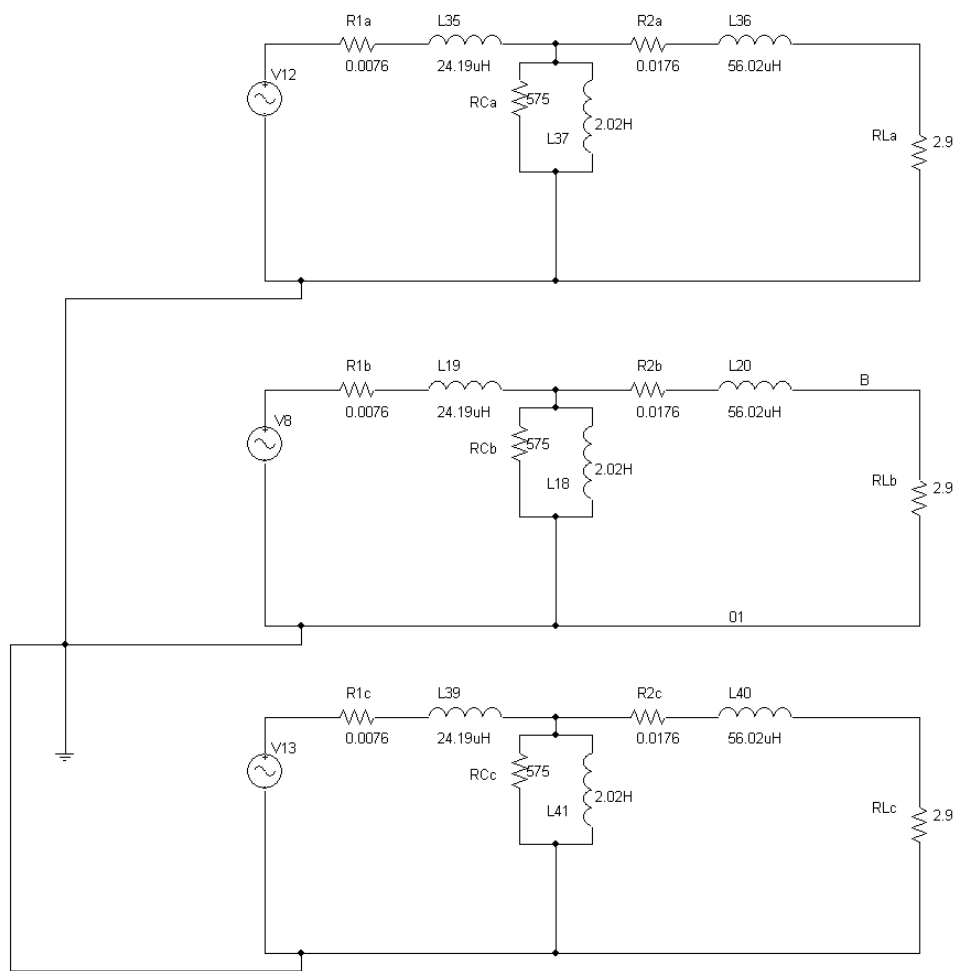 R1a L35 R2a L36
0.0076 24.19uH 0.0176 56.02uH
V12
RCa 575 L37 2.02H RLa 2.9
R1b L19 R2b L20 B
0.0076 24.19uH 0.0176 56.02uH
V8
RCb 575 L18 2.02H RLb 2.9
01
R1c L39 R2c L40
0.0076 24.19uH 0.0176 56.02uH
V13
RCc 575 L41 2.02H RLc 2.9